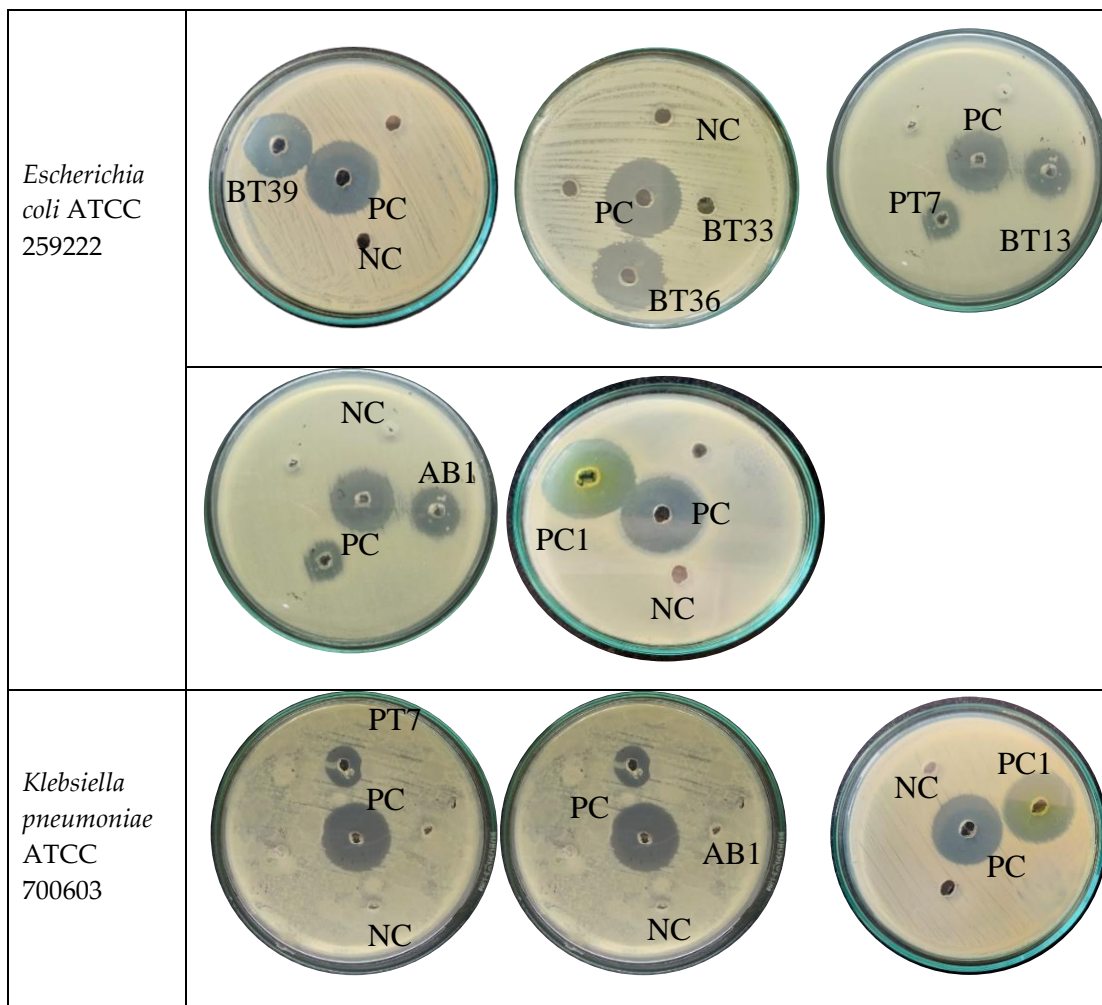 Escherichia
coli ATCC
259222
BT39
PC
NC
NC
PC
BT33
BT36
PC
PT7
BT13
NC
AB1
PC
PC1
PC
NC
Klebsiella
pneumoniae
ATCC
700603
PT7
PC
NC
PC
AB1
NC
NC
PC1
PC